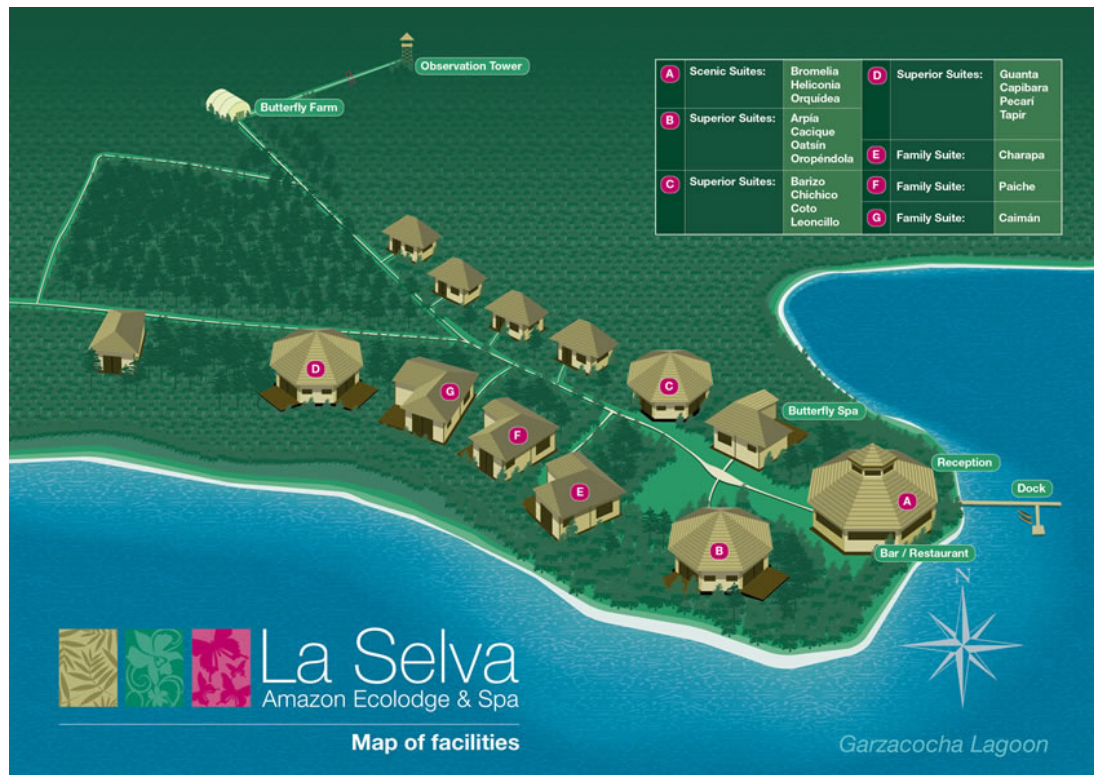 Observation Tower
Butterfly Farm
A Scenic Suites: Bromelia
Heliconia
Orquídea
B Superior Suites: Arpía
Cacique
Oatsín
Oropéndola
C Superior Suites: Barizo
Chichico
Coto
Leoncillo
D Superior Suites: Guanta
Capibara
Pecarí
Tapir
E Family Suite: Charapa
F Family Suite: Paiche
G Family Suite: Caimán
D
G
F
E
C
Butterfly Spa
B
A
Reception
Dock
Bar / Restaurant
N
La Selva
Amazon Ecolodge & Spa
Map of facilities
Garzacocha Lagoon